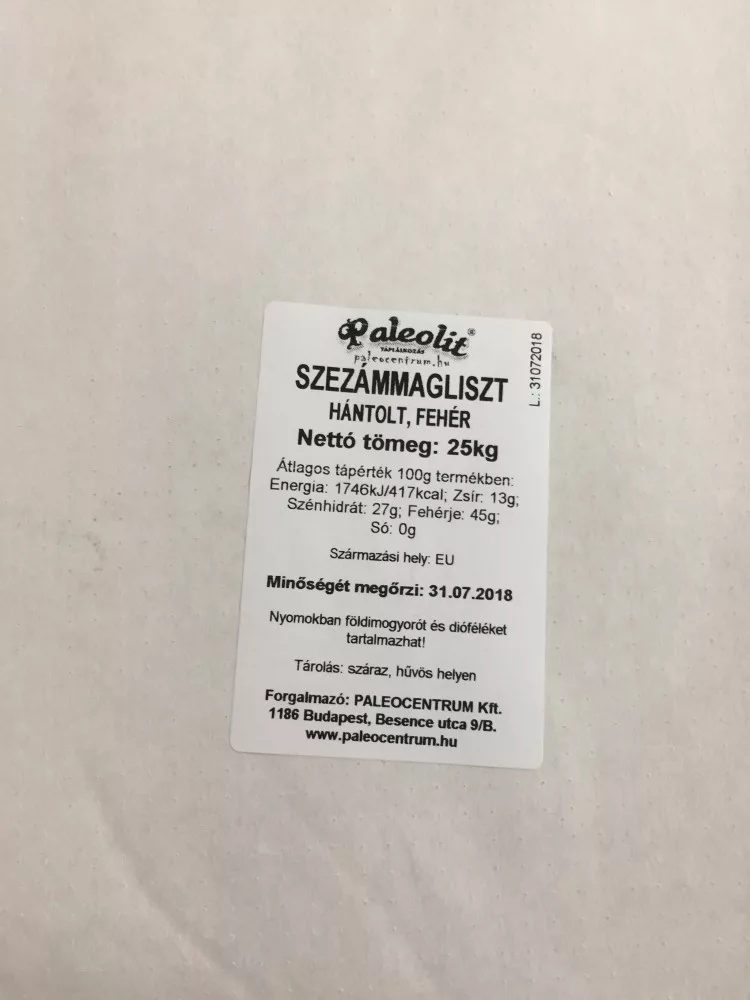 Paleolit®
TÁPLÁLKOZÁS
paleocentrum.hu
SZEZÁMMAGLISZT
HÁNTOLT, FEHÉR
Nettó tömeg: 25kg
Átlagos tápérték 100g termékben:
Energia: 1746kJ/417kcal; Zsír: 13g;
Szénhidrát: 27g; Fehérje: 45g;
Só: 0g
Származási hely: EU
Minőségét megőrzi: 31.07.2018
Nyomokban földimogyorót és dióféléket
tartalmazhat!
Tárolás: száraz, hűvös helyen
Forgalmazó: PALEOCENTRUM Kft.
1186 Budapest, Besence utca 9/B.
www.paleocentrum.hu
L.: 31072018